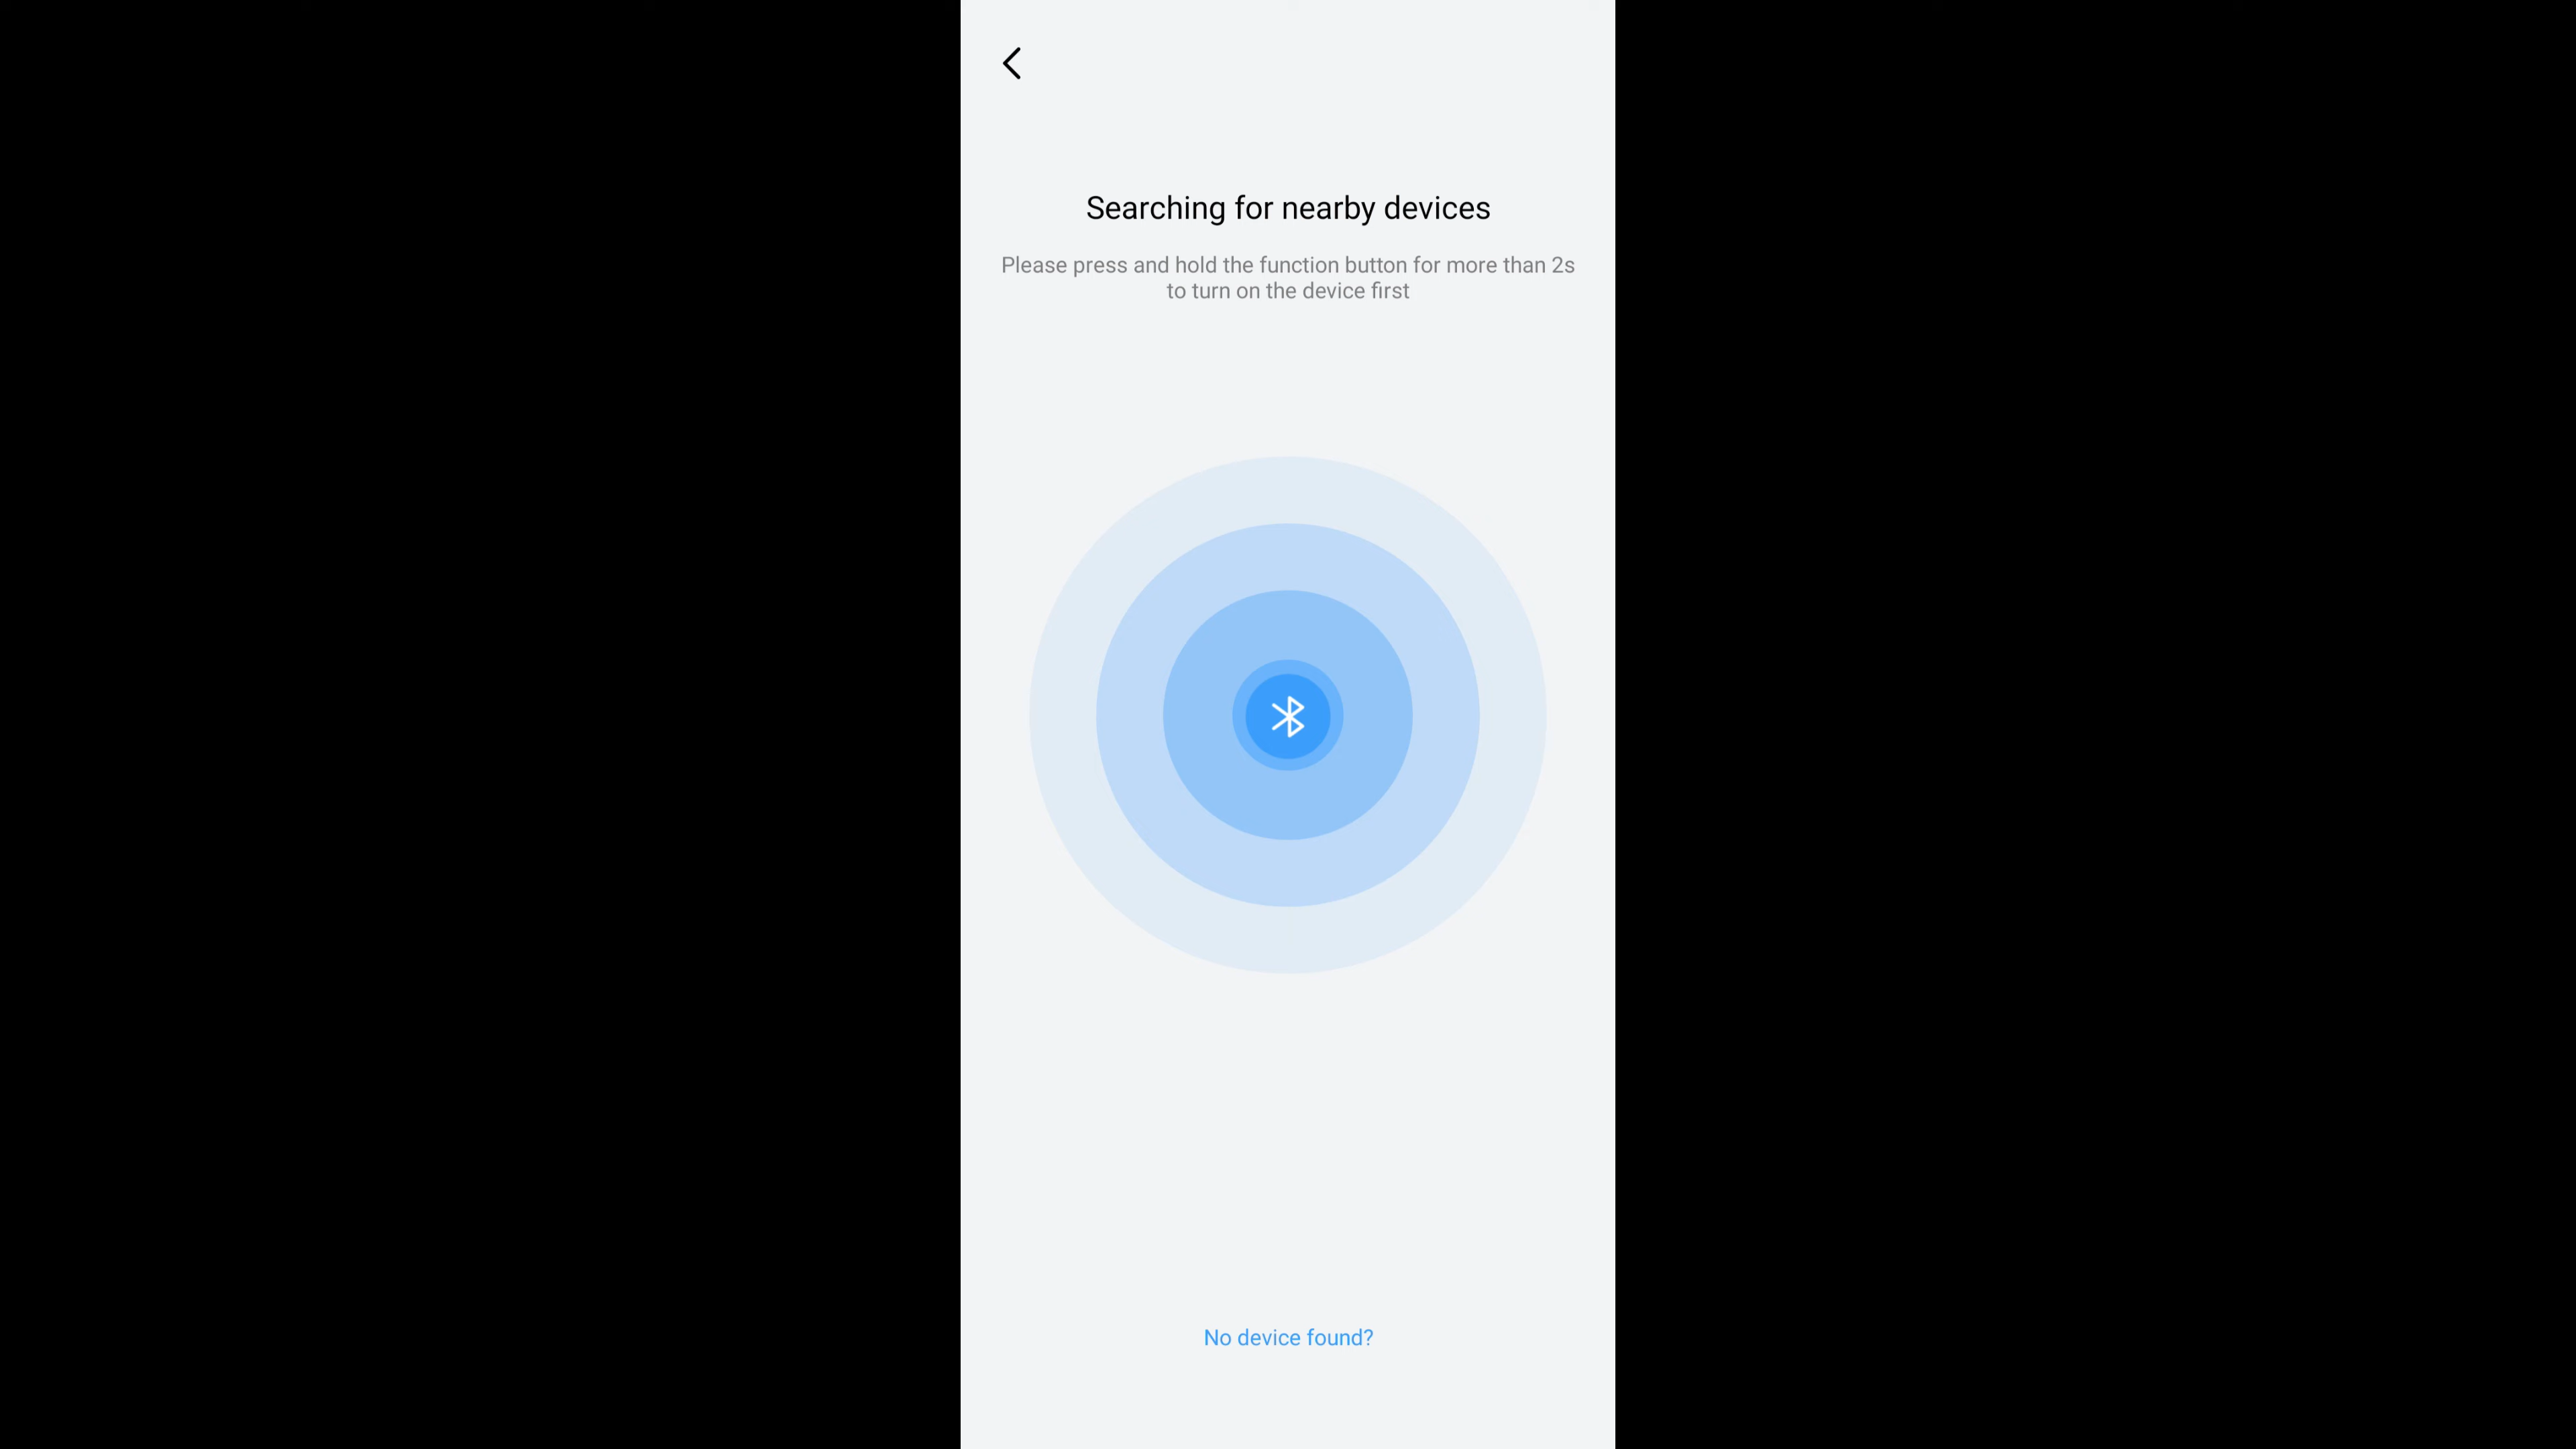 Searching for nearby devices
Please press and hold the function button for more than 2s
to turn on the device first
No device found?